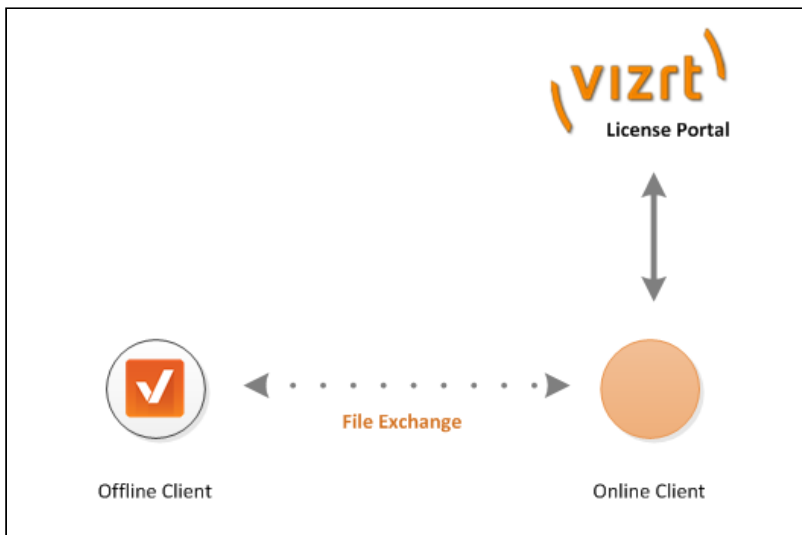 vizrt
License Portal
File Exchange
Offline Client
Online Client